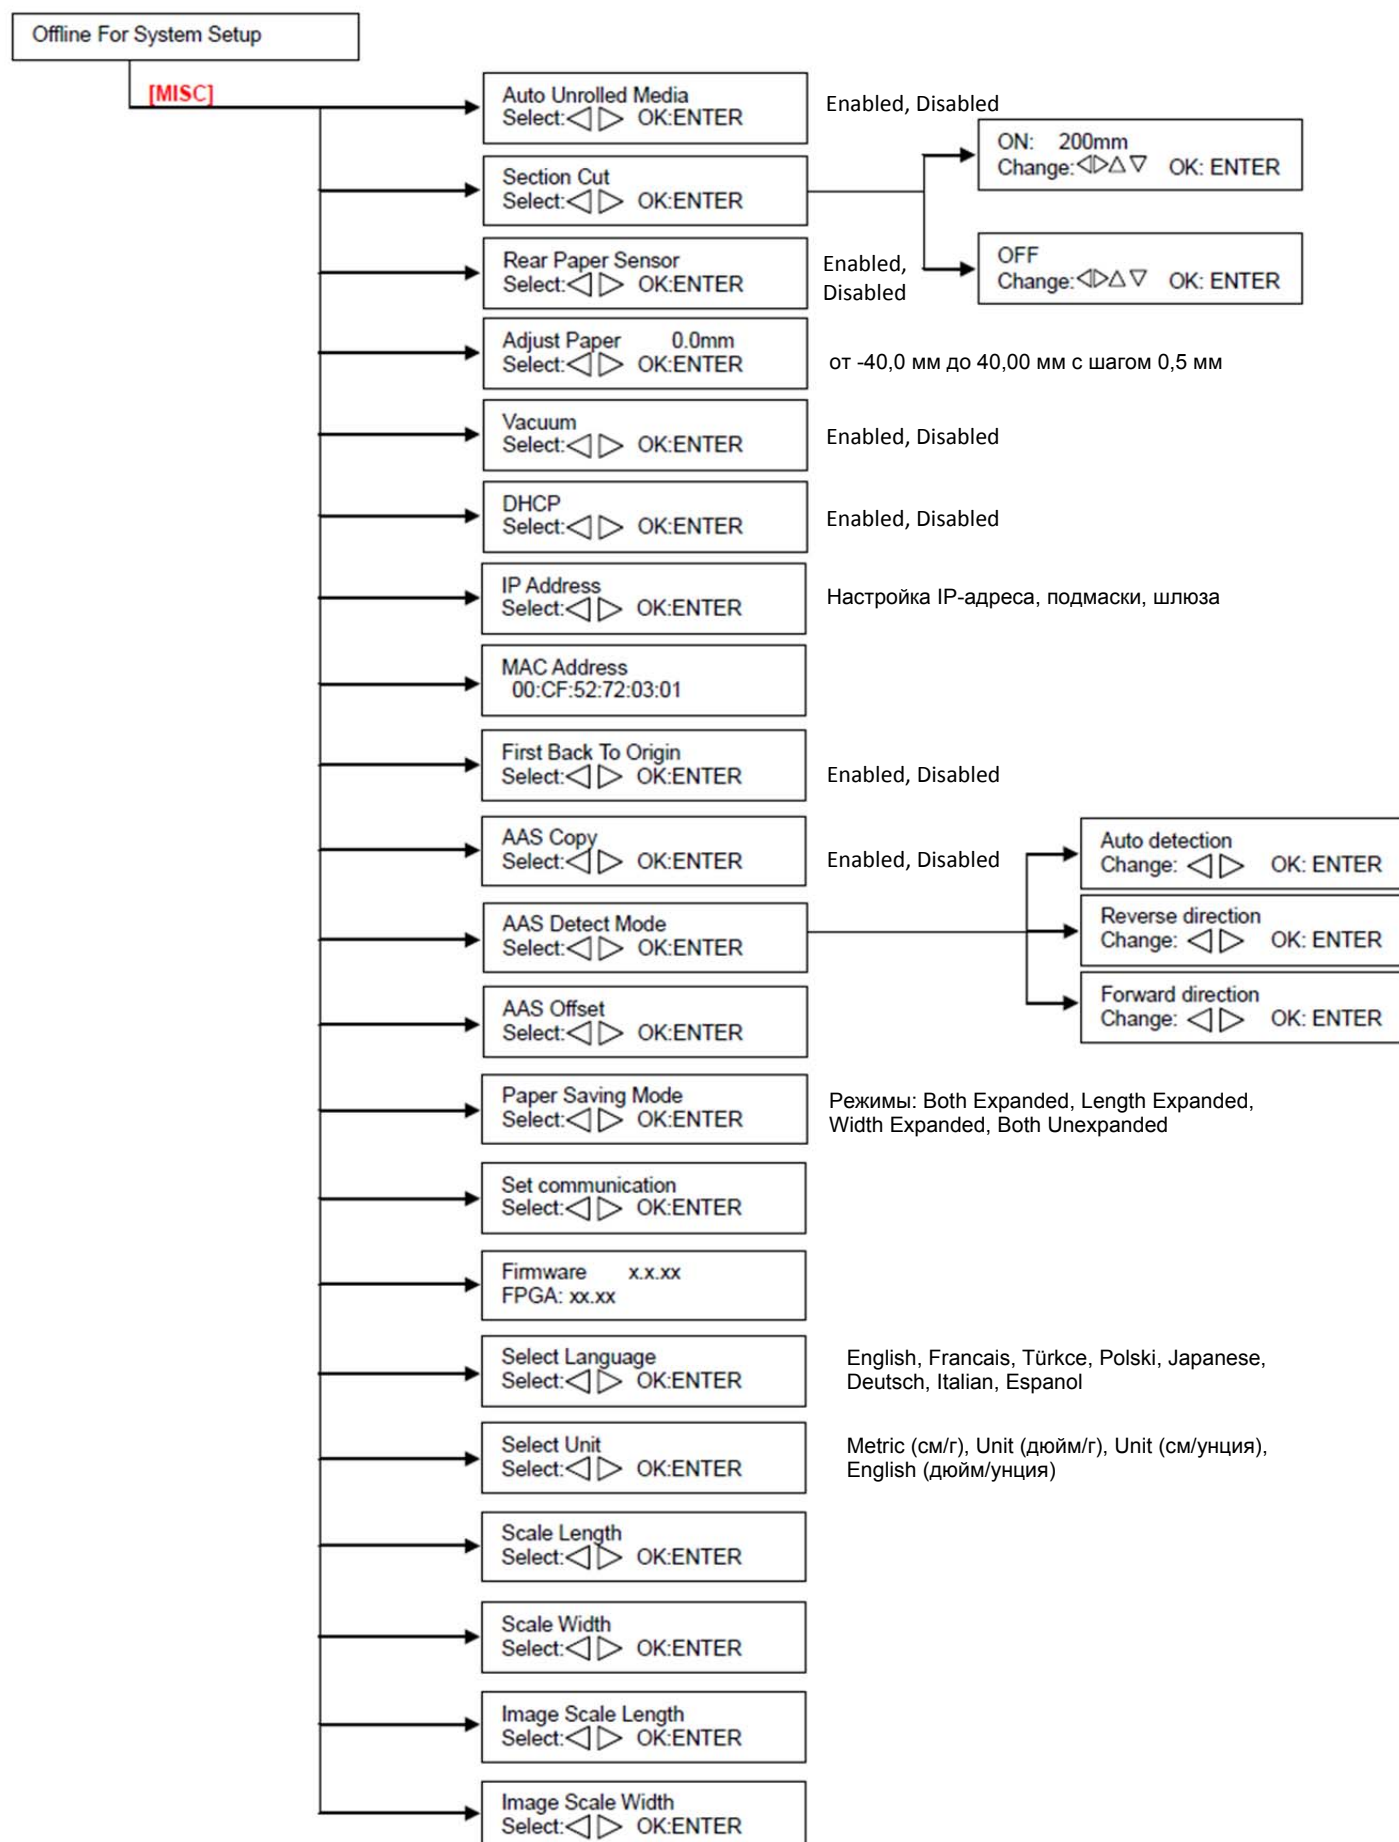 Offline For System Setup
[MISC]
Auto Unrolled Media
Select:◁ ▷ OK:ENTER
Enabled, Disabled
ON: 200mm
Change:◁▷△▽ OK: ENTER
Section Cut
Select:◁ ▷ OK:ENTER
OFF
Change:◁▷△▽ OK: ENTER
Rear Paper Sensor
Select:◁ ▷ OK:ENTER
Enabled,
Disabled
Adjust Paper 0.0mm
Select:◁ ▷ OK:ENTER
от -40,0 мм до 40,00 мм с шагом 0,5 мм
Vacuum
Select:◁ ▷ OK:ENTER
Enabled, Disabled
DHCP
Select:◁ ▷ OK:ENTER
Enabled, Disabled
IP Address
Select:◁ ▷ OK:ENTER
Настройка IP-адреса, подмаски, шлюза
MAC Address
00:CF:52:72:03:01
First Back To Origin
Select:◁ ▷ OK:ENTER
Enabled, Disabled
AAS Copy
Select:◁ ▷ OK:ENTER
Enabled, Disabled
Auto detection
Change: ◁ ▷ OK: ENTER
AAS Detect Mode
Select:◁ ▷ OK:ENTER
Reverse direction
Change: ◁ ▷ OK: ENTER
AAS Offset
Select:◁ ▷ OK:ENTER
Forward direction
Change: ◁ ▷ OK: ENTER
Paper Saving Mode
Select:◁ ▷ OK:ENTER
Режимы: Both Expanded, Length Expanded,
Width Expanded, Both Unexpanded
Set communication
Select:◁ ▷ OK:ENTER
Firmware x.x.xx
FPGA: xx.xx
Select Language
Select:◁ ▷ OK:ENTER
English, Francais, Türkce, Polski, Japanese,
Deutsch, Italian, Espanol
Select Unit
Select:◁ ▷ OK:ENTER
Metric (см/г), Unit (дюйм/г), Unit (см/унция),
English (дюйм/унция)
Scale Length
Select:◁ ▷ OK:ENTER
Scale Width
Select:◁ ▷ OK:ENTER
Image Scale Length
Select:◁ ▷ OK:ENTER
Image Scale Width
Select:◁ ▷ OK:ENTER